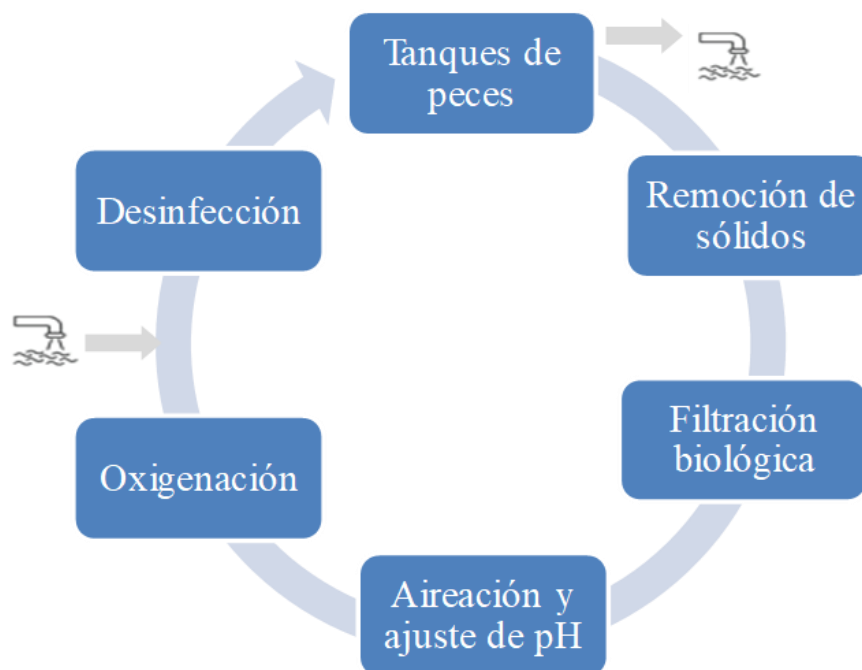 Tanques de
peces
Remoción de
sólidos
Filtración
biológica
Aireación y
ajuste de pH
Oxigenación
Desinfección